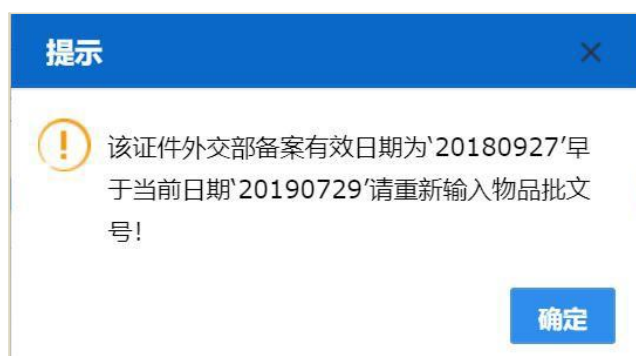 提示
该证件外交部备案有效日期为‘20180927’早
于当前日期‘20190729’请重新输入物品批文
号！
确定